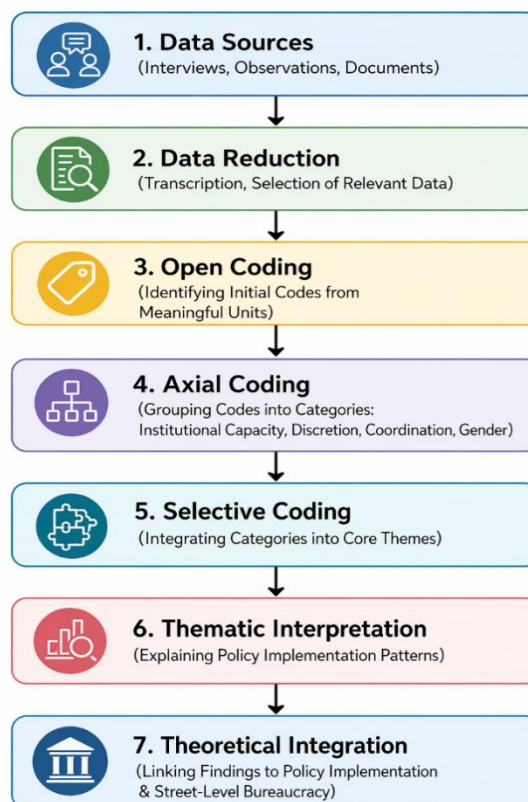 1. Data Sources
(Interviews, Observations, Documents)
2. Data Reduction
(Transcription, Selection of Relevant Data)
3. Open Coding
(Identifying Initial Codes from
Meaningful Units)
4. Axial Coding
(Grouping Codes into Categories:
Institutional Capacity, Discretion, Coordination, Gender)
5. Selective Coding
(Integrating Categories into Core Themes)
6. Thematic Interpretation
(Explaining Policy Implementation Patterns)
7. Theoretical Integration
(Linking Findings to Policy Implementation
& Street-Level Bureaucracy)